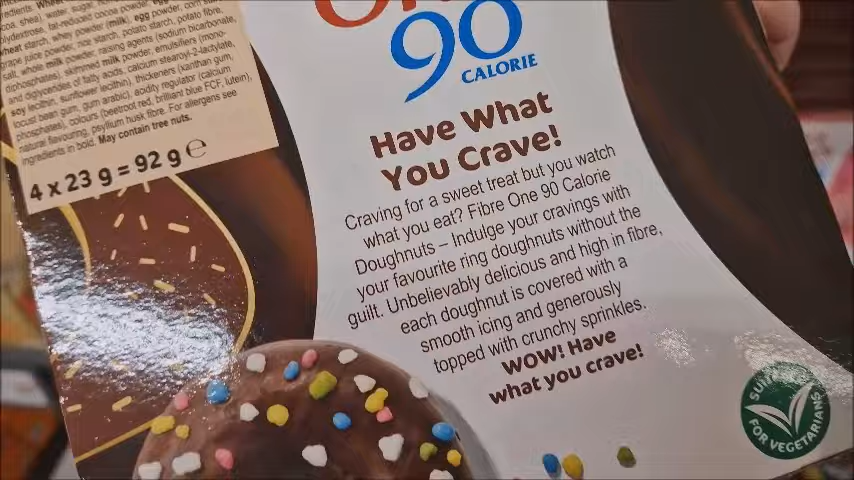 wheat starch, whey powder (milk), egg powder, corn
grape juice powder, rice starch, potato starch, potato fibre,
salt, whole milk powder, raising agents (sodium bicarbonate,
diphosphates), skimmed milk powder, emulsifiers (mono-
and diglycerides of fatty acids, calcium stearoyl-2-lactylate,
soy lecithin, sunflower lecithin), thickeners (xanthan gum,
locust bean gum, gum arabic), acidity regulator (calcium
phosphates), colours (beetroot red, brilliant blue FCF, lutein),
natural flavouring, psyllium husk fibre. For allergens see
ingredients in bold. May contain tree nuts.
4 x 23 g = 92 g ℮
90
CALORIE
Have What
You Crave!
Craving for a sweet treat but you watch
what you eat? Fibre One 90 Calorie
Doughnuts – Indulge your cravings with
your favourite ring doughnuts without the
guilt. Unbelievably delicious and high in fibre,
each doughnut is covered with a
smooth icing and generously
topped with crunchy sprinkles.
WOW! Have
what you crave!
FOR VEGETARIANS